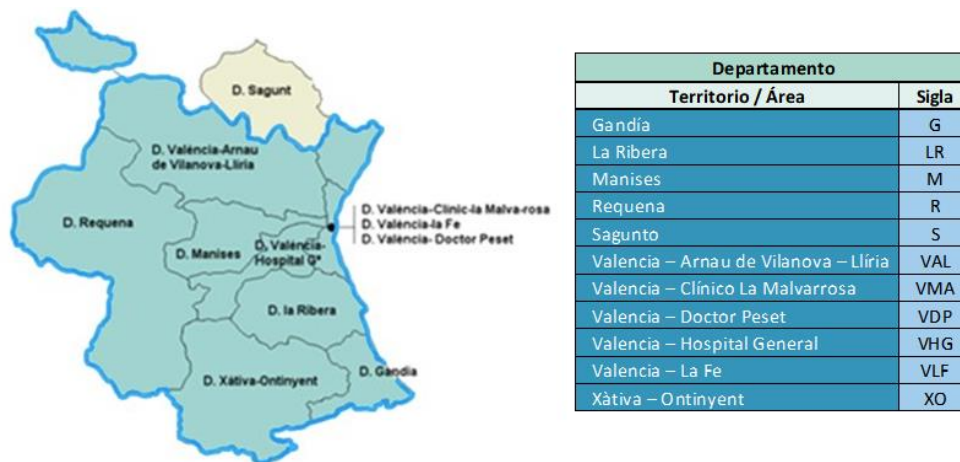 D. Sagunt
D. València-Arnau
de Vilanova-Llíria
D. València-Clínic-la Malva-rosa
D. València-la Fe
D. València- Doctor Peset
D. Requena
D. Manises
D. València-
Hospital Gª
D. la Ribera
D. Xàtiva-Ontinyent
D. Gandia
Departamento
Territorio / Área Sigla
Gandía G
La Ribera LR
Manises M
Requena R
Sagunto S
Valencia – Arnau de Vilanova – Llíria VAL
Valencia – Clínico La Malvarrosa VMA
Valencia – Doctor Peset VDP
Valencia – Hospital General VHG
Valencia – La Fe VLF
Xàtiva – Ontinyent XO